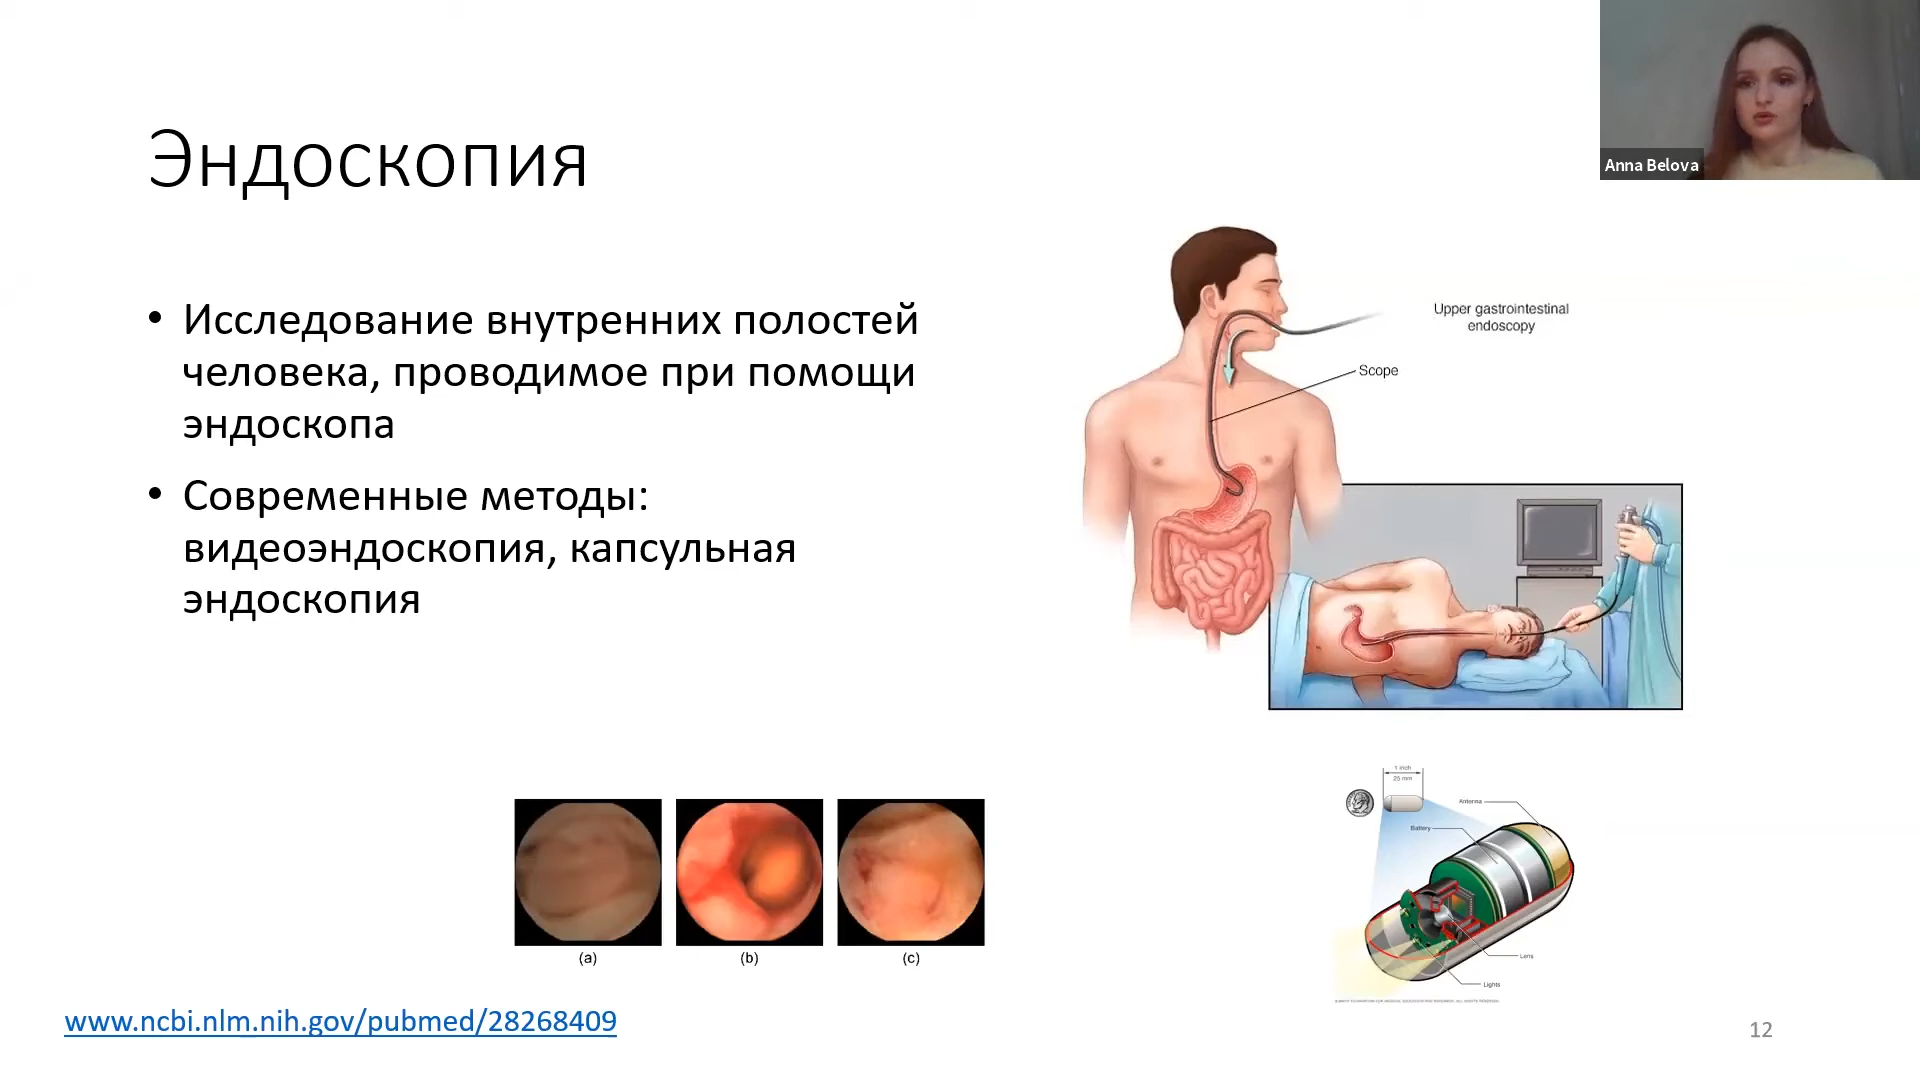 Anna Belova
Эндоскопия
• Исследование внутренних полостей
человека, проводимое при помощи
эндоскопа
• Современные методы:
видеоэндоскопия, капсульная
эндоскопия
Upper gastrointestinal
endoscopy
Scope
1 inch
25 mm
Antenna
Battery
Lens
Lights
(a)
(b)
(c)
www.ncbi.nlm.nih.gov/pubmed/28268409
12